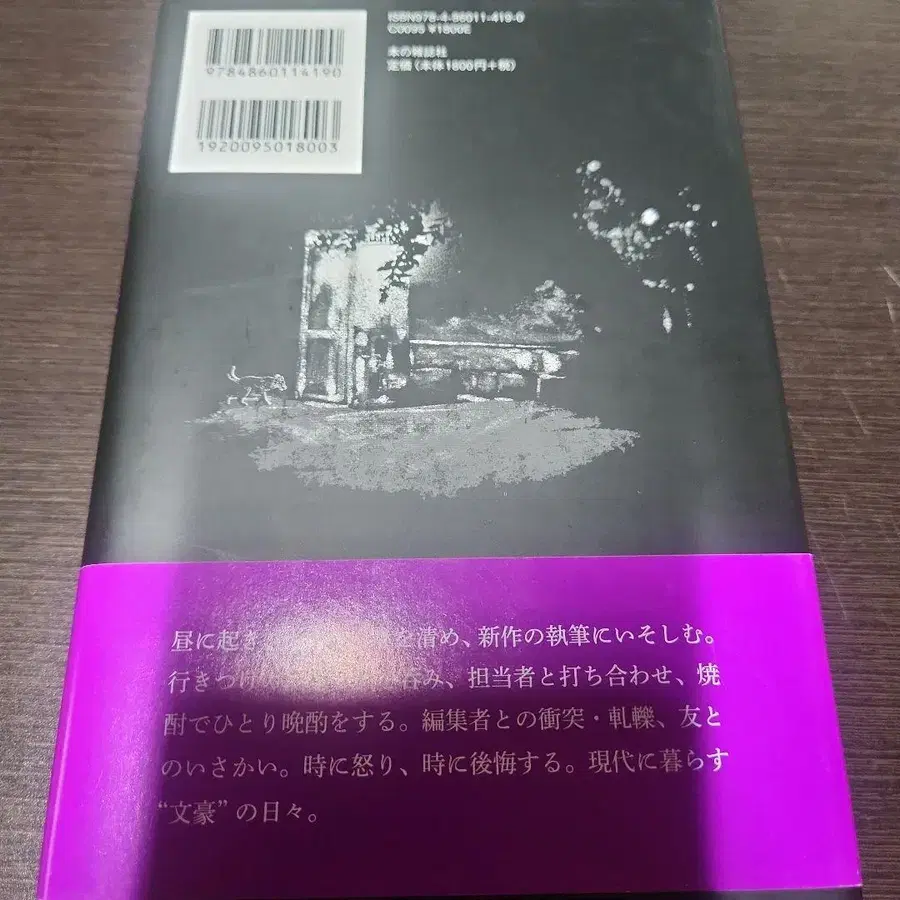 ISBN978-4-86011-419-0
C0095 ¥1800E
本の雑誌社
定価（本体1800円+税）
9784860114190
1920095018003
昼に起き を清め、新作の執筆にいそしむ。
行きつけ 呑み、担当者と打ち合わせ、焼
酎でひとり晩酌をする。編集者との衝突・軋轢、友と
のいさかい。時に怒り、時に後悔する。現代に暮らす
“文豪”の日々。